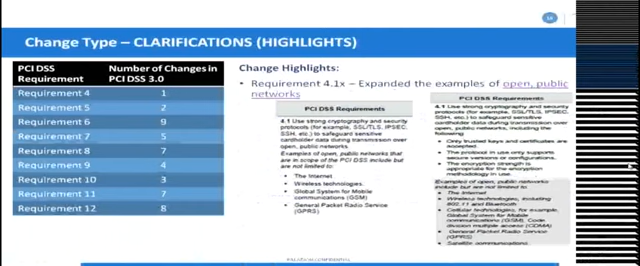 Change Type – CLARIFICATIONS (HIGHLIGHTS)
PCI DSS Requirement
Number of Changes in PCI DSS 3.0
Requirement 4 1
Requirement 5 2
Requirement 6 9
Requirement 7 5
Requirement 8 7
Requirement 9 4
Requirement 10 3
Requirement 11 7
Requirement 12 8
Change Highlights:
• Requirement 4.1x – Expanded the examples of open, public
networks
PCI DSS Requirements
4.1 Use strong cryptography and security
protocols (for example, SSL/TLS, IPSEC,
SSH, etc.) to safeguard sensitive
cardholder data during transmission over
open, public networks.
Examples of open, public networks that
are in scope of the PCI DSS include but
are not limited to:
• The Internet
• Wireless technologies,
• Global System for Mobile
communications (GSM)
• General Packet Radio Service
(GPRS)
PCI DSS Requirements
4.1 Use strong cryptography and security
protocols (for example, SSL/TLS, IPSEC,
SSH, etc.) to safeguard sensitive
cardholder data during transmission over
open, public networks, including the
following:
• Only trusted keys and certificates are
accepted.
• The protocol in use only supports
secure versions or configurations.
• The encryption strength is
appropriate for the encryption
methodology in use.
Examples of open, public networks
include but are not limited to:
• The Internet
• Wireless technologies, including
802.11 and Bluetooth
• Cellular technologies, for example,
Global System for Mobile
communications (GSM), Code
division multiple access (CDMA)
• General Packet Radio Service
(GPRS)
• Satellite communications.